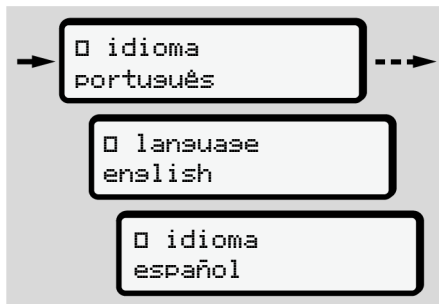 □ idioma
português
□ language
english
□ idioma
español